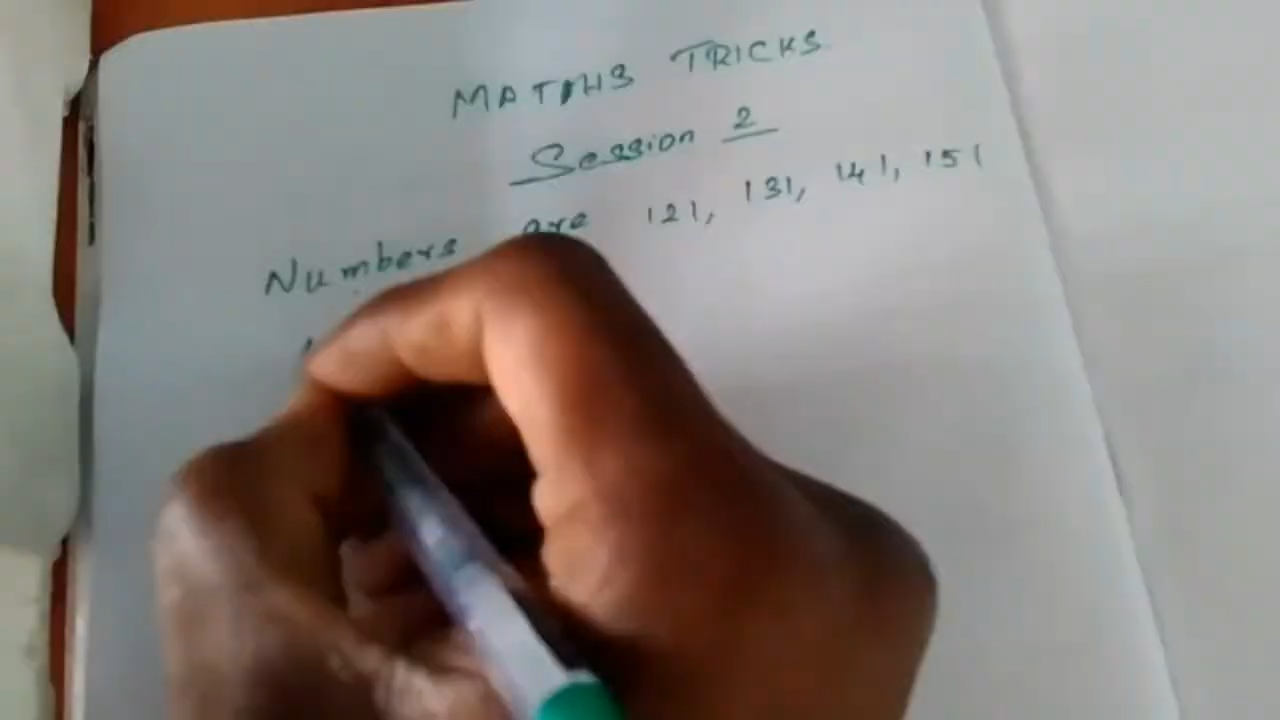 MATHS TRICKS
Session 2
Numbers are 121, 131, 141, 151